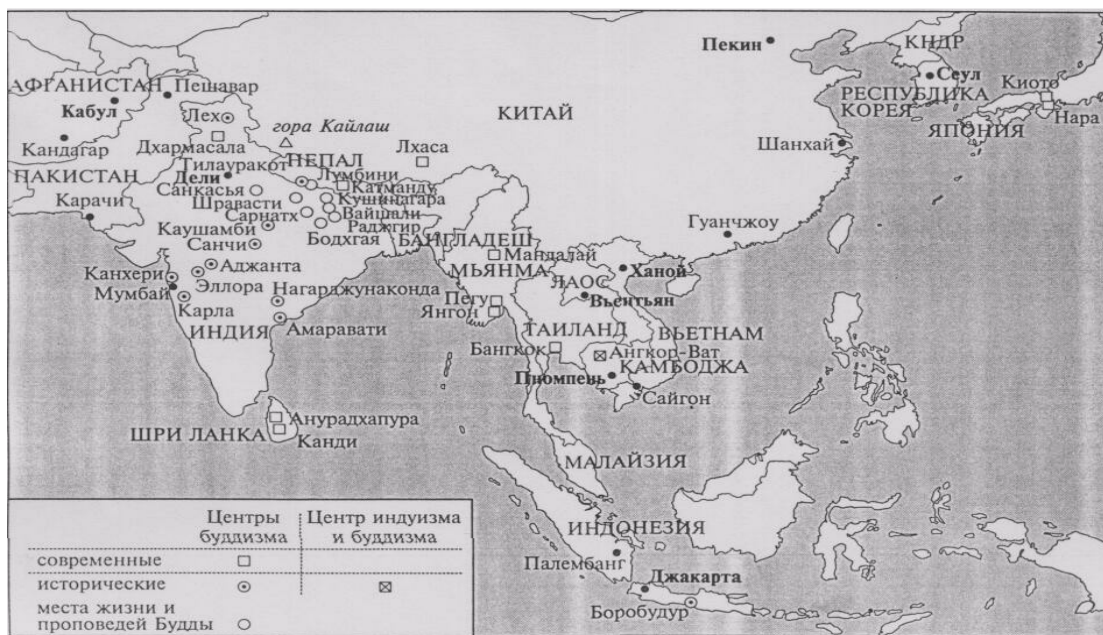 Пекин
КНДР
АФГАНИСТАН
Пешавар
Сеул
Киото
Кабул
РЕСПУБЛИКА
КОРЕЯ
Лех
КИТАЙ
Нара
гора Кайлаш
ЯПОНИЯ
Кандагар
Дхармасала
Лхаса
Шанхай
НЕПАЛ
Тилауракот
Лумбини
ПАКИСТАН
Дели
Катманду
Санкасья
Кушинагара
Шравасти
Карачи
Вайшали
Сарнатх
Раджгир
Гуанчжоу
Каушамби
Бодхгая
БАНГЛАДЕШ
Санчи
Мандалай
Аджанта
МЬЯНМА
Ханой
Канхери
ЛАОС
Эллора
Мумбай
Нагарджунаконда
Пегу
Вьентьян
Карла
Янгон
ИНДИЯ
Амаравати
ТАИЛАНД
ВЬЕТНАМ
Бангкок
Ангкор-Ват
КАМБОДЖА
Пномпень
Сайгон
Анурадхапура
ШРИ ЛАНКА
Канди
МАЛАЙЗИЯ
ИНДОНЕЗИЯ
Палембанг
Джакарта
Боробудур
Центры
буддизма
Центр индуизма
и буддизма
современные
исторические
места жизни и
проповедей Будды